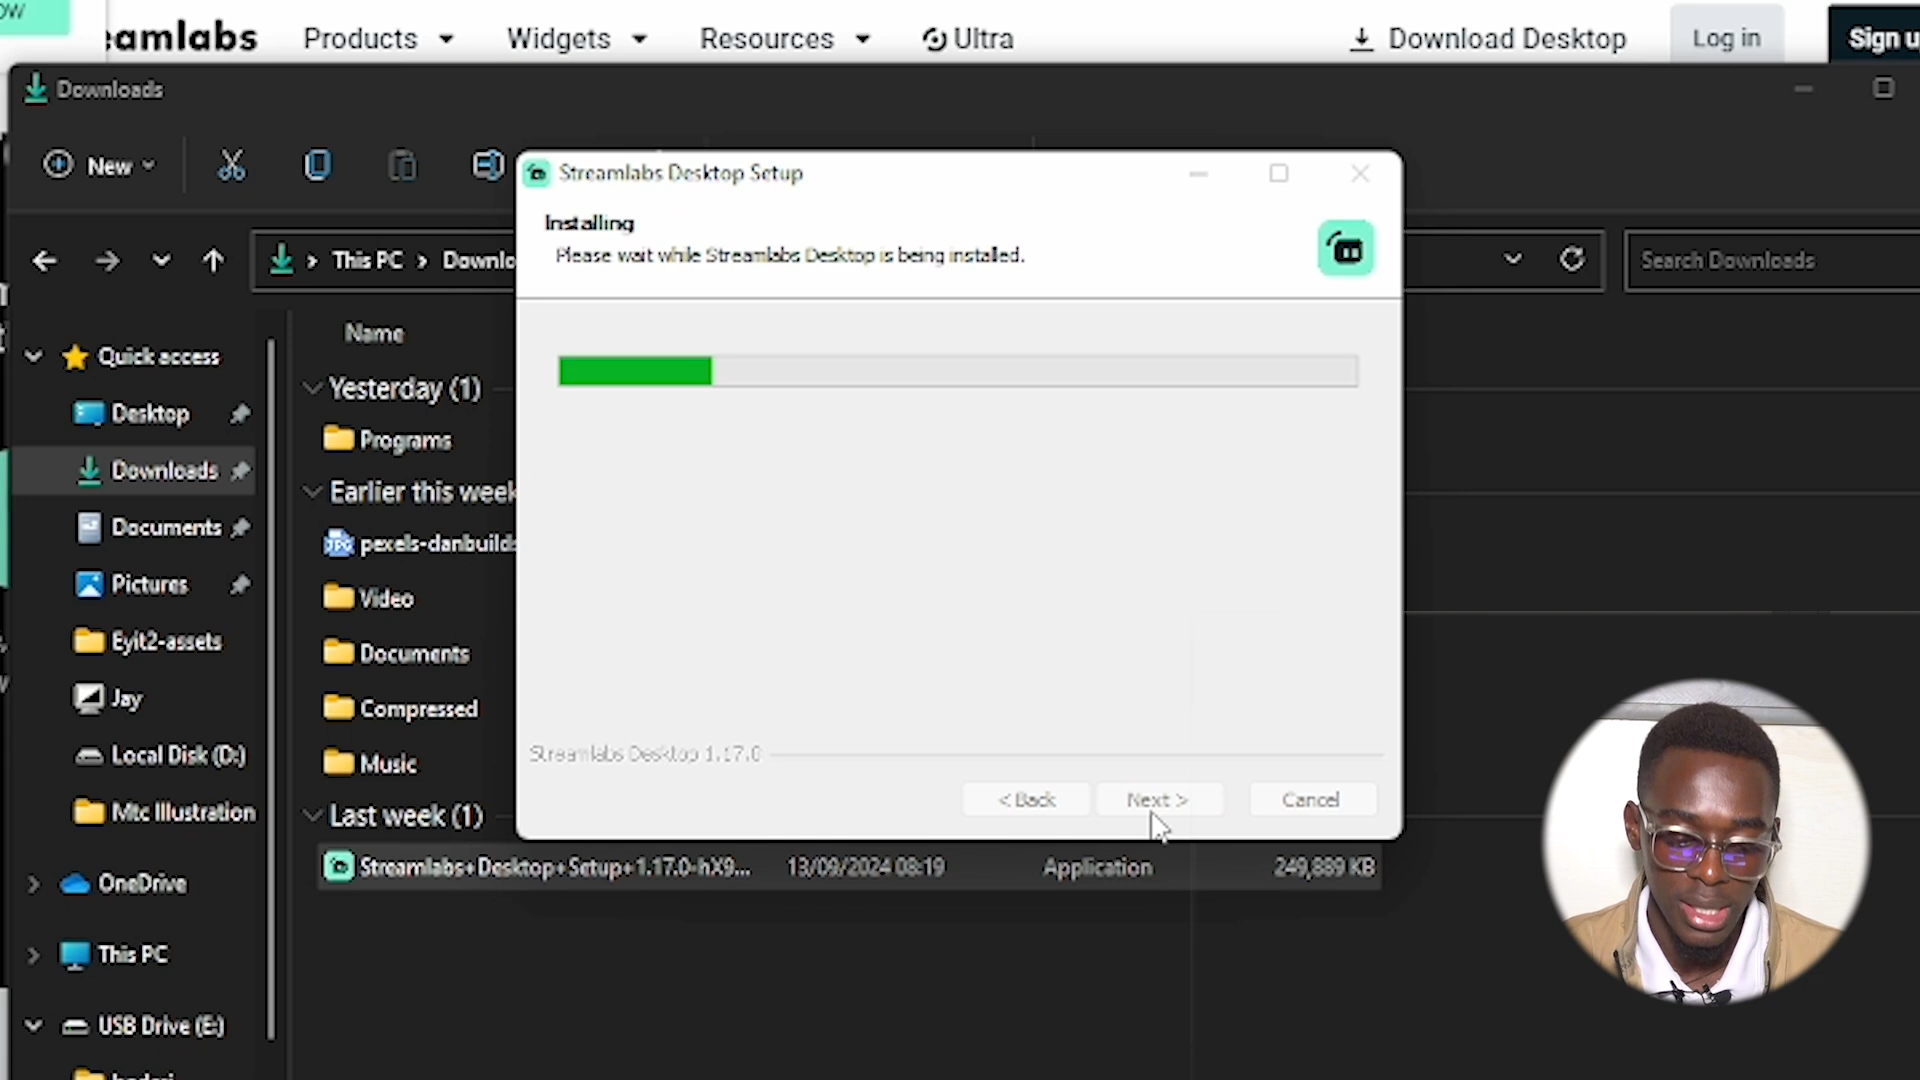 eamlabs
Products
Widgets
Resources
Ultra
Download Desktop
Log in
Sign u
Downloads
New
Streamlabs Desktop Setup
Installing
Please wait while Streamlabs Desktop is being installed.
This PC > Downlo
Search Downloads
Name
Quick access
Desktop
Downloads
Documents
Pictures
Eyit2-assets
Jay
Local Disk (D:)
Mtc Illustration
OneDrive
This PC
USB Drive (E:)
Yesterday (1)
Programs
Earlier this week
pexels-danbuilds
Video
Documents
Compressed
Music
Last week (1)
Streamlabs+Desktop+Setup+1.17.0-hX9... 13/09/2024 08:19 Application 249,889 KB
Streamlabs Desktop 1.17.0
< Back
Next >
Cancel